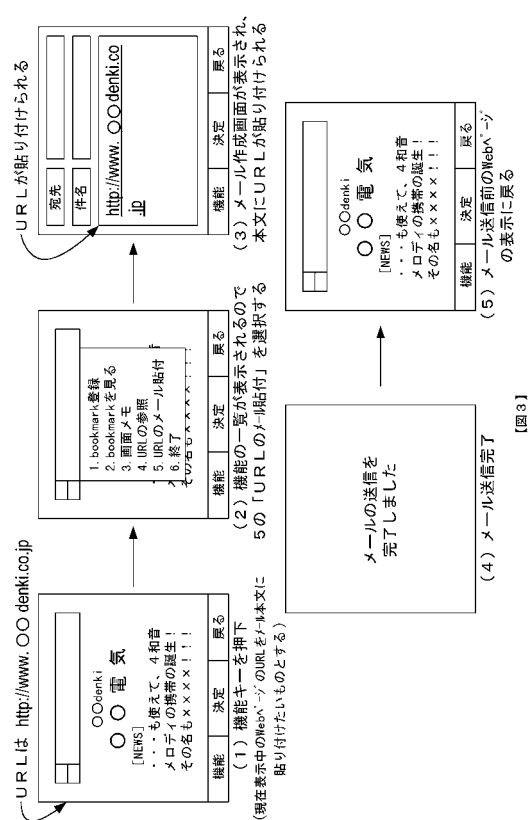 URLは http://www.○○denki.co.jp
○○denki
○○電気
[NEWS]
・・・も使えて、4和音
メロディの携帯の誕生！
その名も××××！！！
機能 決定 戻る
(1) 機能キーを押下
(現在表示中のWebページのURLをメール本文に
貼り付けたいものとする)
1. bookmark登録
2. bookmarkを見る
3. 画面メモ
4. URLの参照
5. URLのメール貼付
6. 終了
その名も××××！！！
機能 決定 戻る
(2) 機能の一覧が表示されるので
5の「URLのメール貼付」を選択する
URLが貼り付けられる
宛先
件名
http://www.○○denki.co
.jp
機能 決定 戻る
(3) メール作成画面が表示され、
本文にURLが貼り付けられる
メールの送信を
完了しました
(4) メール送信完了
○○denki
○○電気
[NEWS]
・・・も使えて、4和音
メロディの携帯の誕生！
その名も××××！！！
機能 決定 戻る
(5) メール送信前のWebページ
の表示に戻る
【図3】